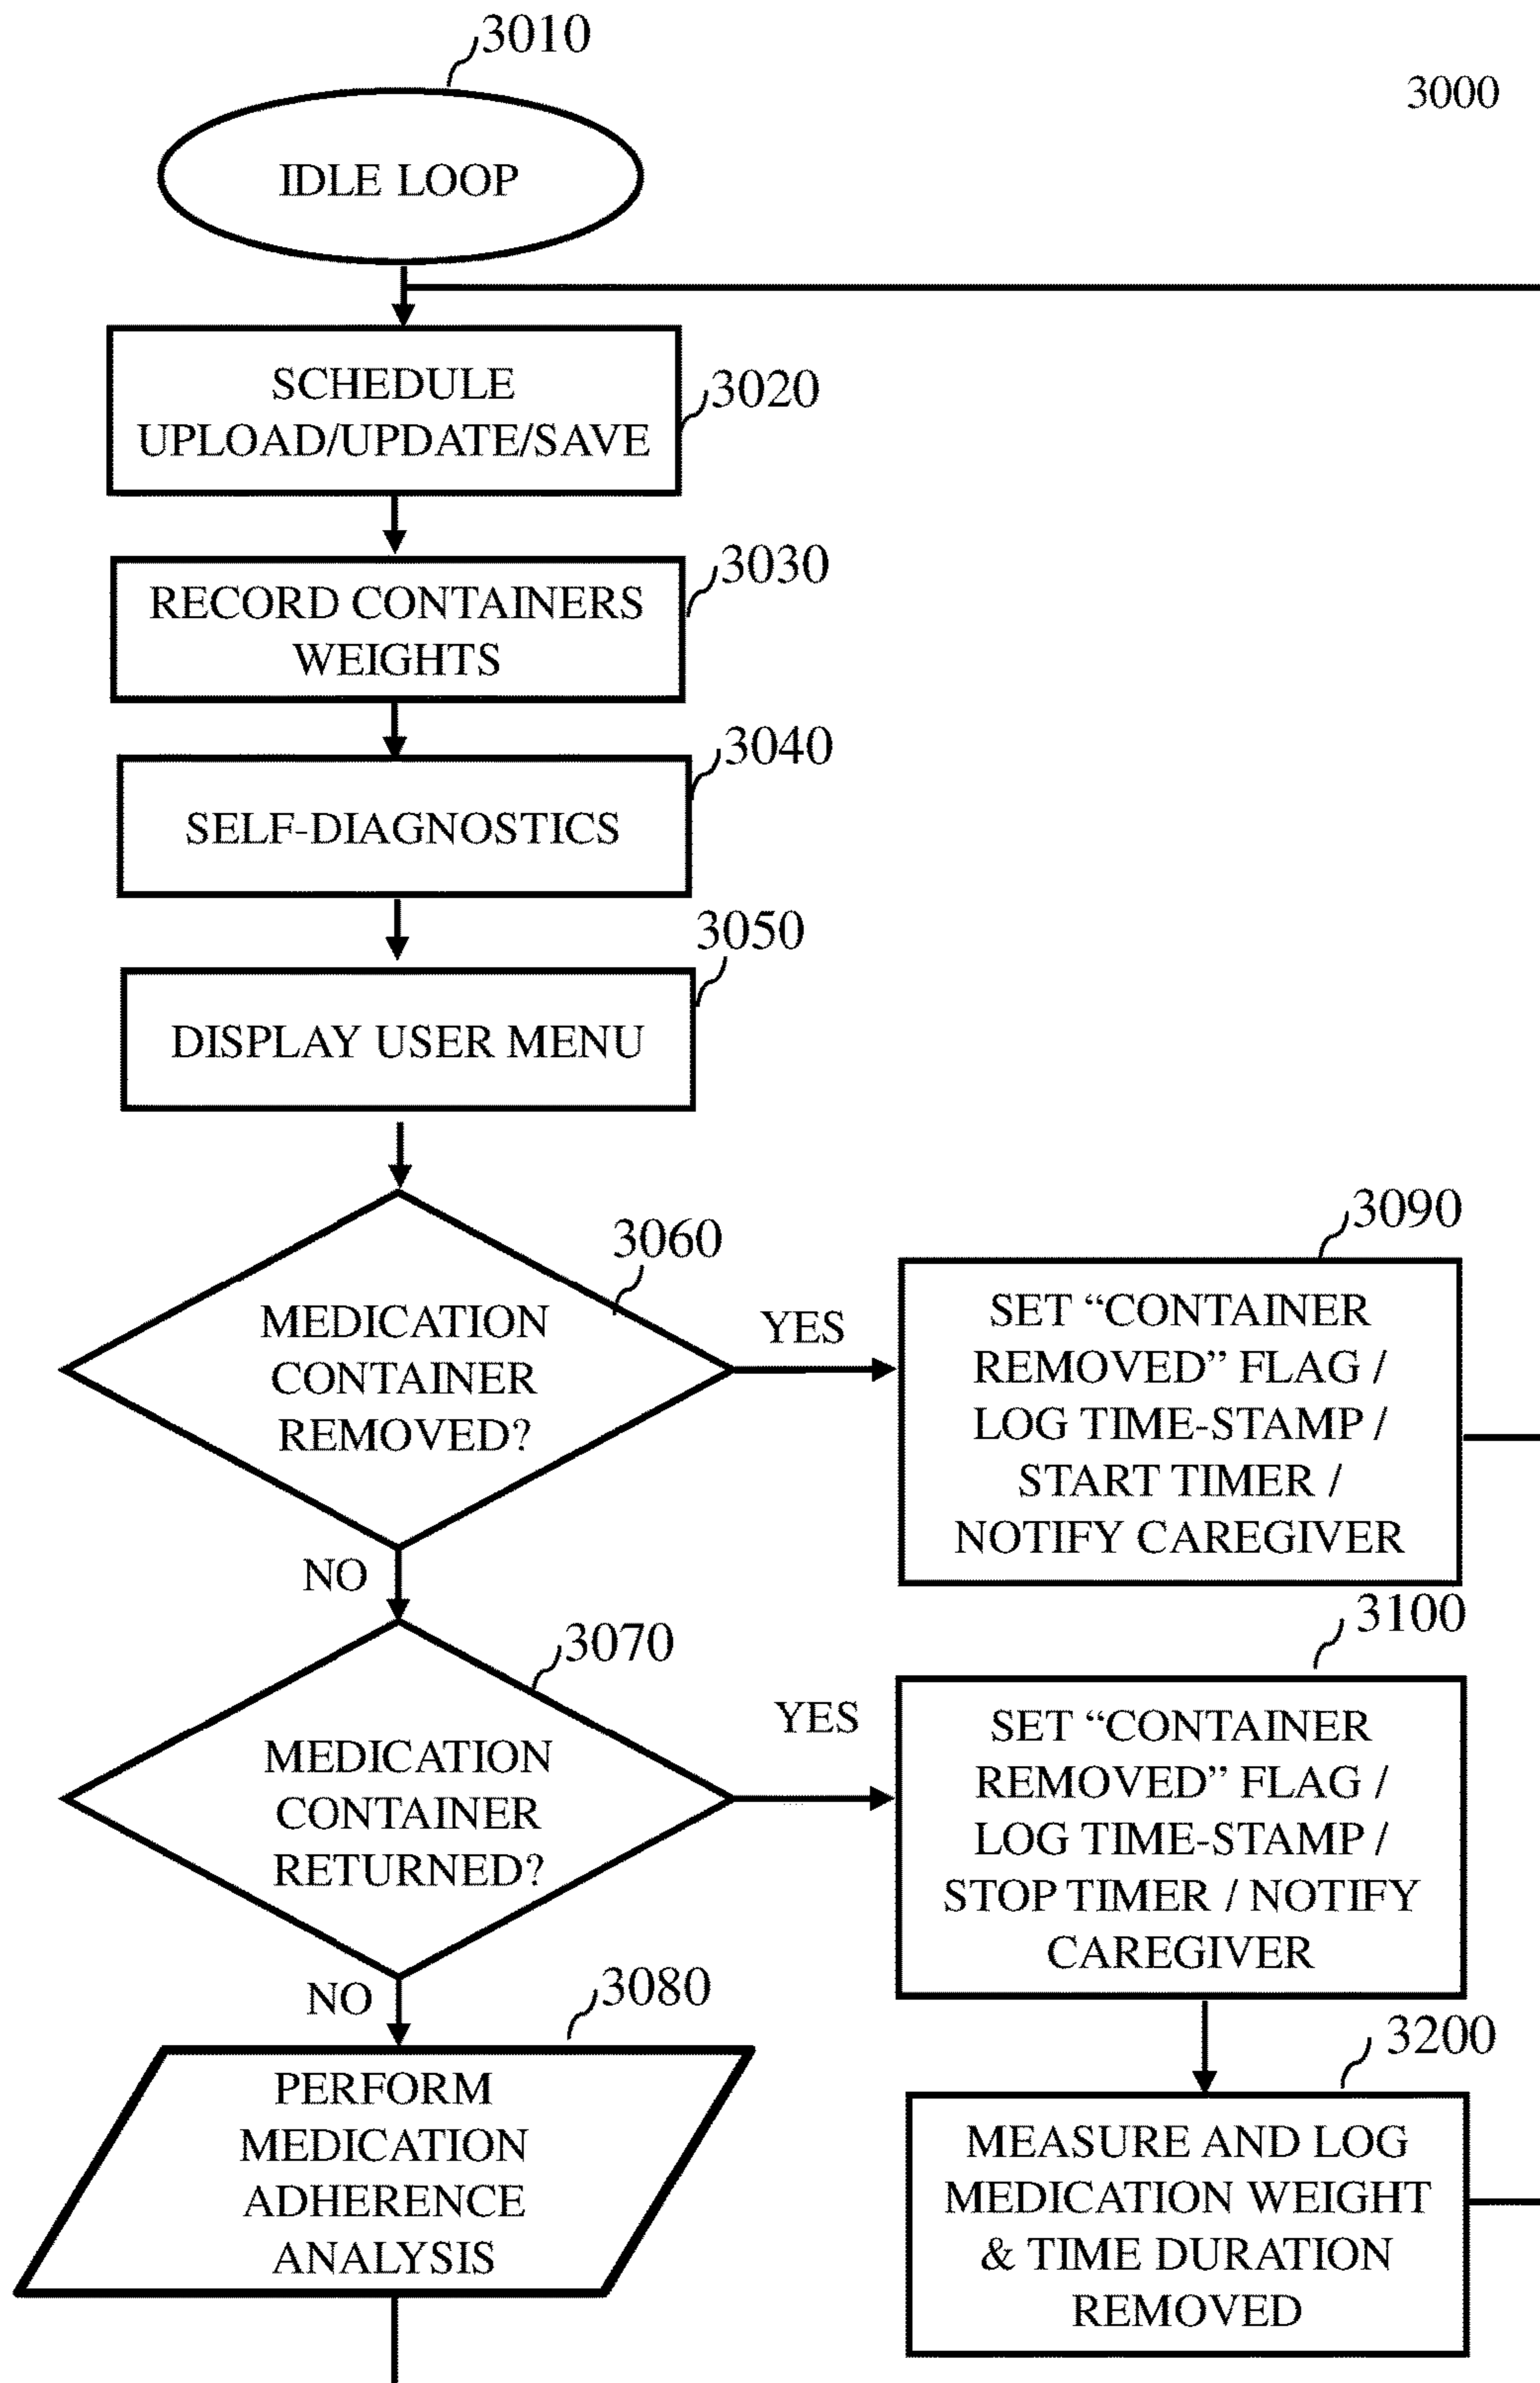 3010
3000
IDLE LOOP
SCHEDULE
UPLOAD/UPDATE/SAVE
3020
RECORD CONTAINERS
WEIGHTS
3030
SELF-DIAGNOSTICS
3040
DISPLAY USER MENU
3050
MEDICATION
CONTAINER
REMOVED?
3060
YES
NO
SET “CONTAINER
REMOVED” FLAG /
LOG TIME-STAMP /
START TIMER /
NOTIFY CAREGIVER
3090
MEDICATION
CONTAINER
RETURNED?
3070
YES
NO
SET “CONTAINER
REMOVED” FLAG /
LOG TIME-STAMP /
STOP TIMER / NOTIFY
CAREGIVER
3100
PERFORM
MEDICATION
ADHERENCE
ANALYSIS
3080
MEASURE AND LOG
MEDICATION WEIGHT
& TIME DURATION
REMOVED
3200